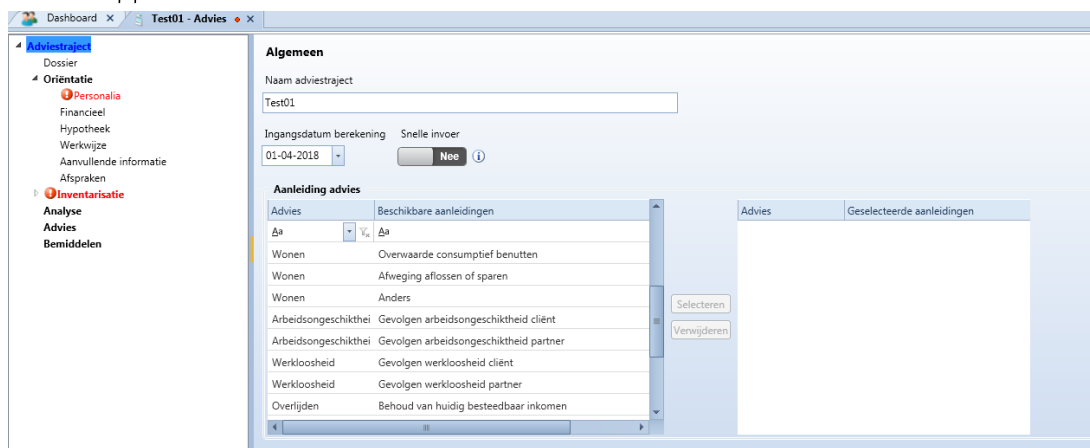 Dashboard
Test01 - Advies
Adviestraject
Dossier
Oriëntatie
Personalia
Financieel
Hypotheek
Werkwijze
Aanvullende informatie
Afspraken
Inventarisatie
Analyse
Advies
Bemiddelen
Algemeen
Naam adviestraject
Test01
Ingangsdatum berekening Snelle invoer
01-04-2018 Nee
Aanleiding advies
Advies Beschikbare aanleidingen
Aa Aa
Wonen Overwaarde consumptief benutten
Wonen Afweging aflossen of sparen
Wonen Anders
Arbeidsongeschikthei Gevolgen arbeidsongeschiktheid cliënt
Arbeidsongeschikthei Gevolgen arbeidsongeschiktheid partner
Werkloosheid Gevolgen werkloosheid cliënt
Werkloosheid Gevolgen werkloosheid partner
Overlijden Behoud van huidig besteedbaar inkomen
Selecteren
Verwijderen
Advies Geselecteerde aanleidingen